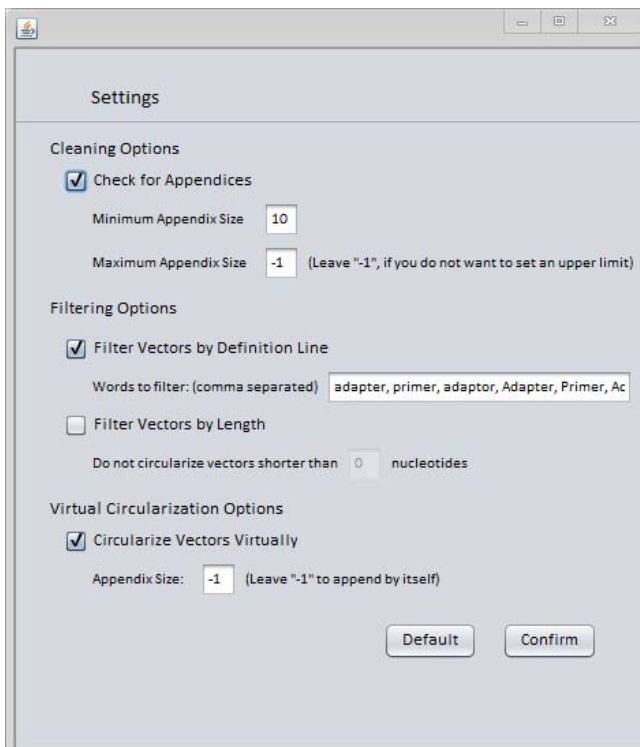 Settings
Cleaning Options
Check for Appendices
Minimum Appendix Size 10
Maximum Appendix Size -1 (Leave "-1", if you do not want to set an upper limit)
Filtering Options
Filter Vectors by Definition Line
Words to filter: (comma separated) adapter, primer, adaptor, Adapter, Primer, Ac
Filter Vectors by Length
Do not circularize vectors shorter than 0 nucleotides
Virtual Circularization Options
Circularize Vectors Virtually
Appendix Size: -1 (Leave "-1" to append by itself)
Default Confirm